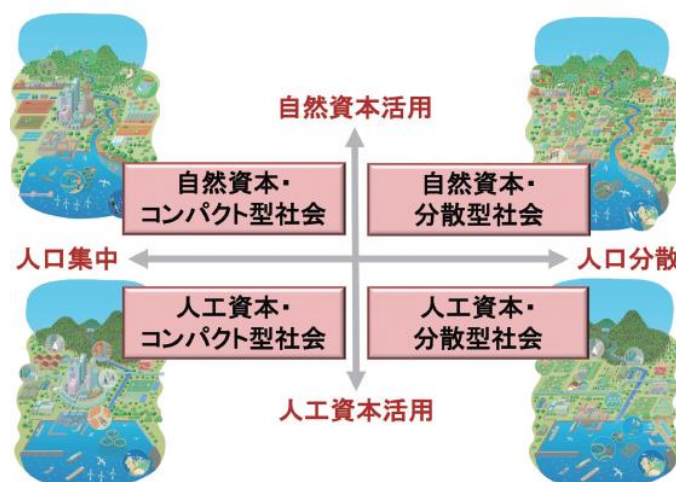 自然資本活用
自然資本・
コンパクト型社会
自然資本・
分散型社会
人口集中
人口分散
人工資本・
コンパクト型社会
人工資本・
分散型社会
人工資本活用